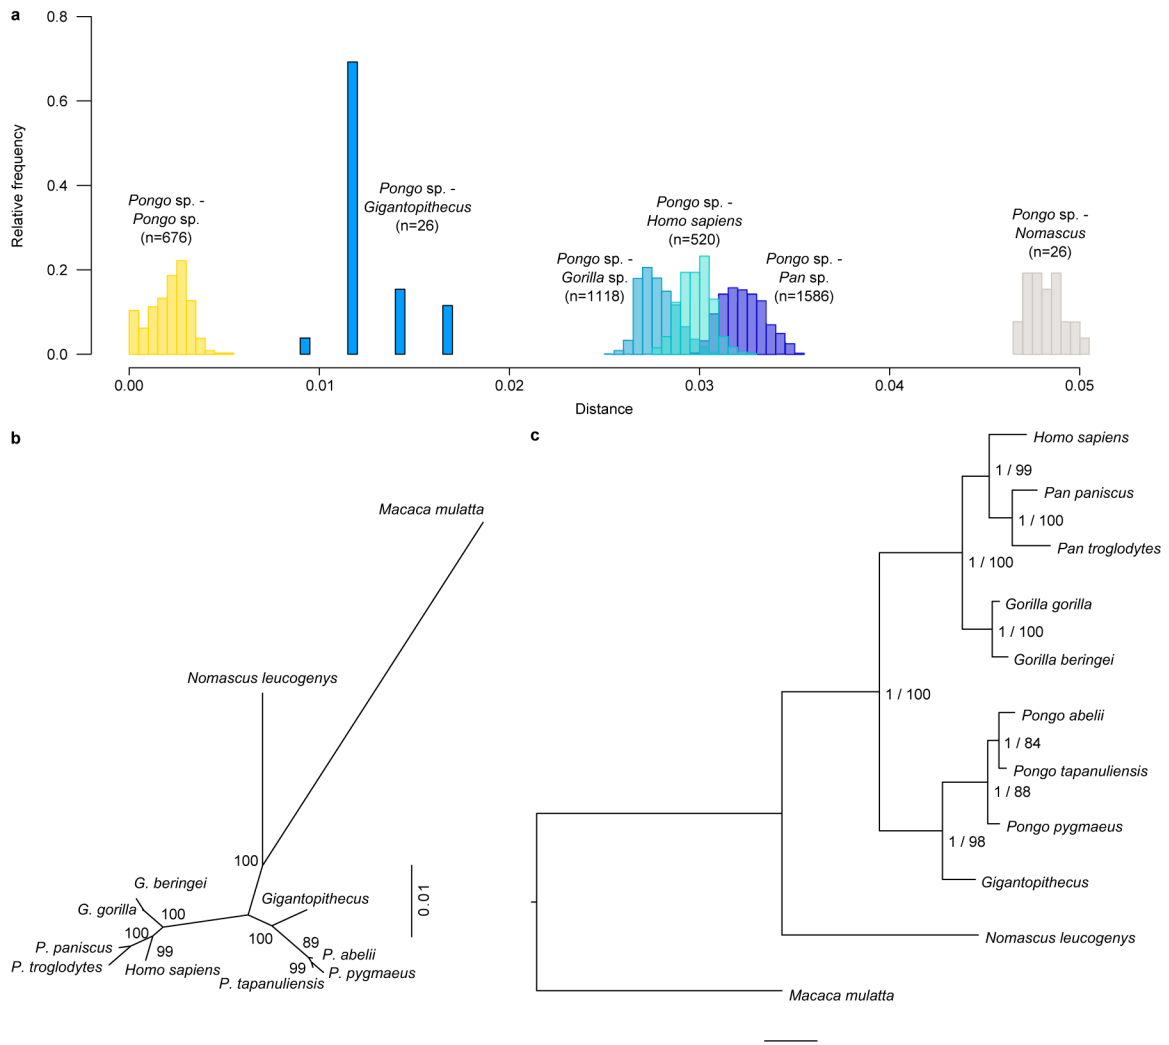 a
0.8
0.6
0.4
0.2
0.0
Relative frequency
Pongo sp. -
Pongo sp.
(n=676)
Pongo sp. -
Gigantopithecus
(n=26)
Pongo sp. -
Gorilla sp.
(n=1118)
Pongo sp. -
Homo sapiens
(n=520)
Pongo sp. -
Pan sp.
(n=1586)
Pongo sp. -
Nomascus
(n=26)
0.00
0.01
0.02
0.03
0.04
0.05
Distance
b
Macaca mulatta
Nomascus leucogenys
100
G. beringei
G. gorilla
100
Gigantopithecus
0.01
100
P. paniscus
99
P. troglodytes
Homo sapiens
100
89
P. abelii
99
P. pygmaeus
P. tapanuliensis
c
Homo sapiens
1 / 99
Pan paniscus
1 / 100
Pan troglodytes
1 / 100
Gorilla gorilla
1 / 100
Gorilla beringei
1 / 100
Pongo abelii
1 / 84
Pongo tapanuliensis
1 / 88
Pongo pygmaeus
1 / 98
Gigantopithecus
Nomascus leucogenys
Macaca mulatta